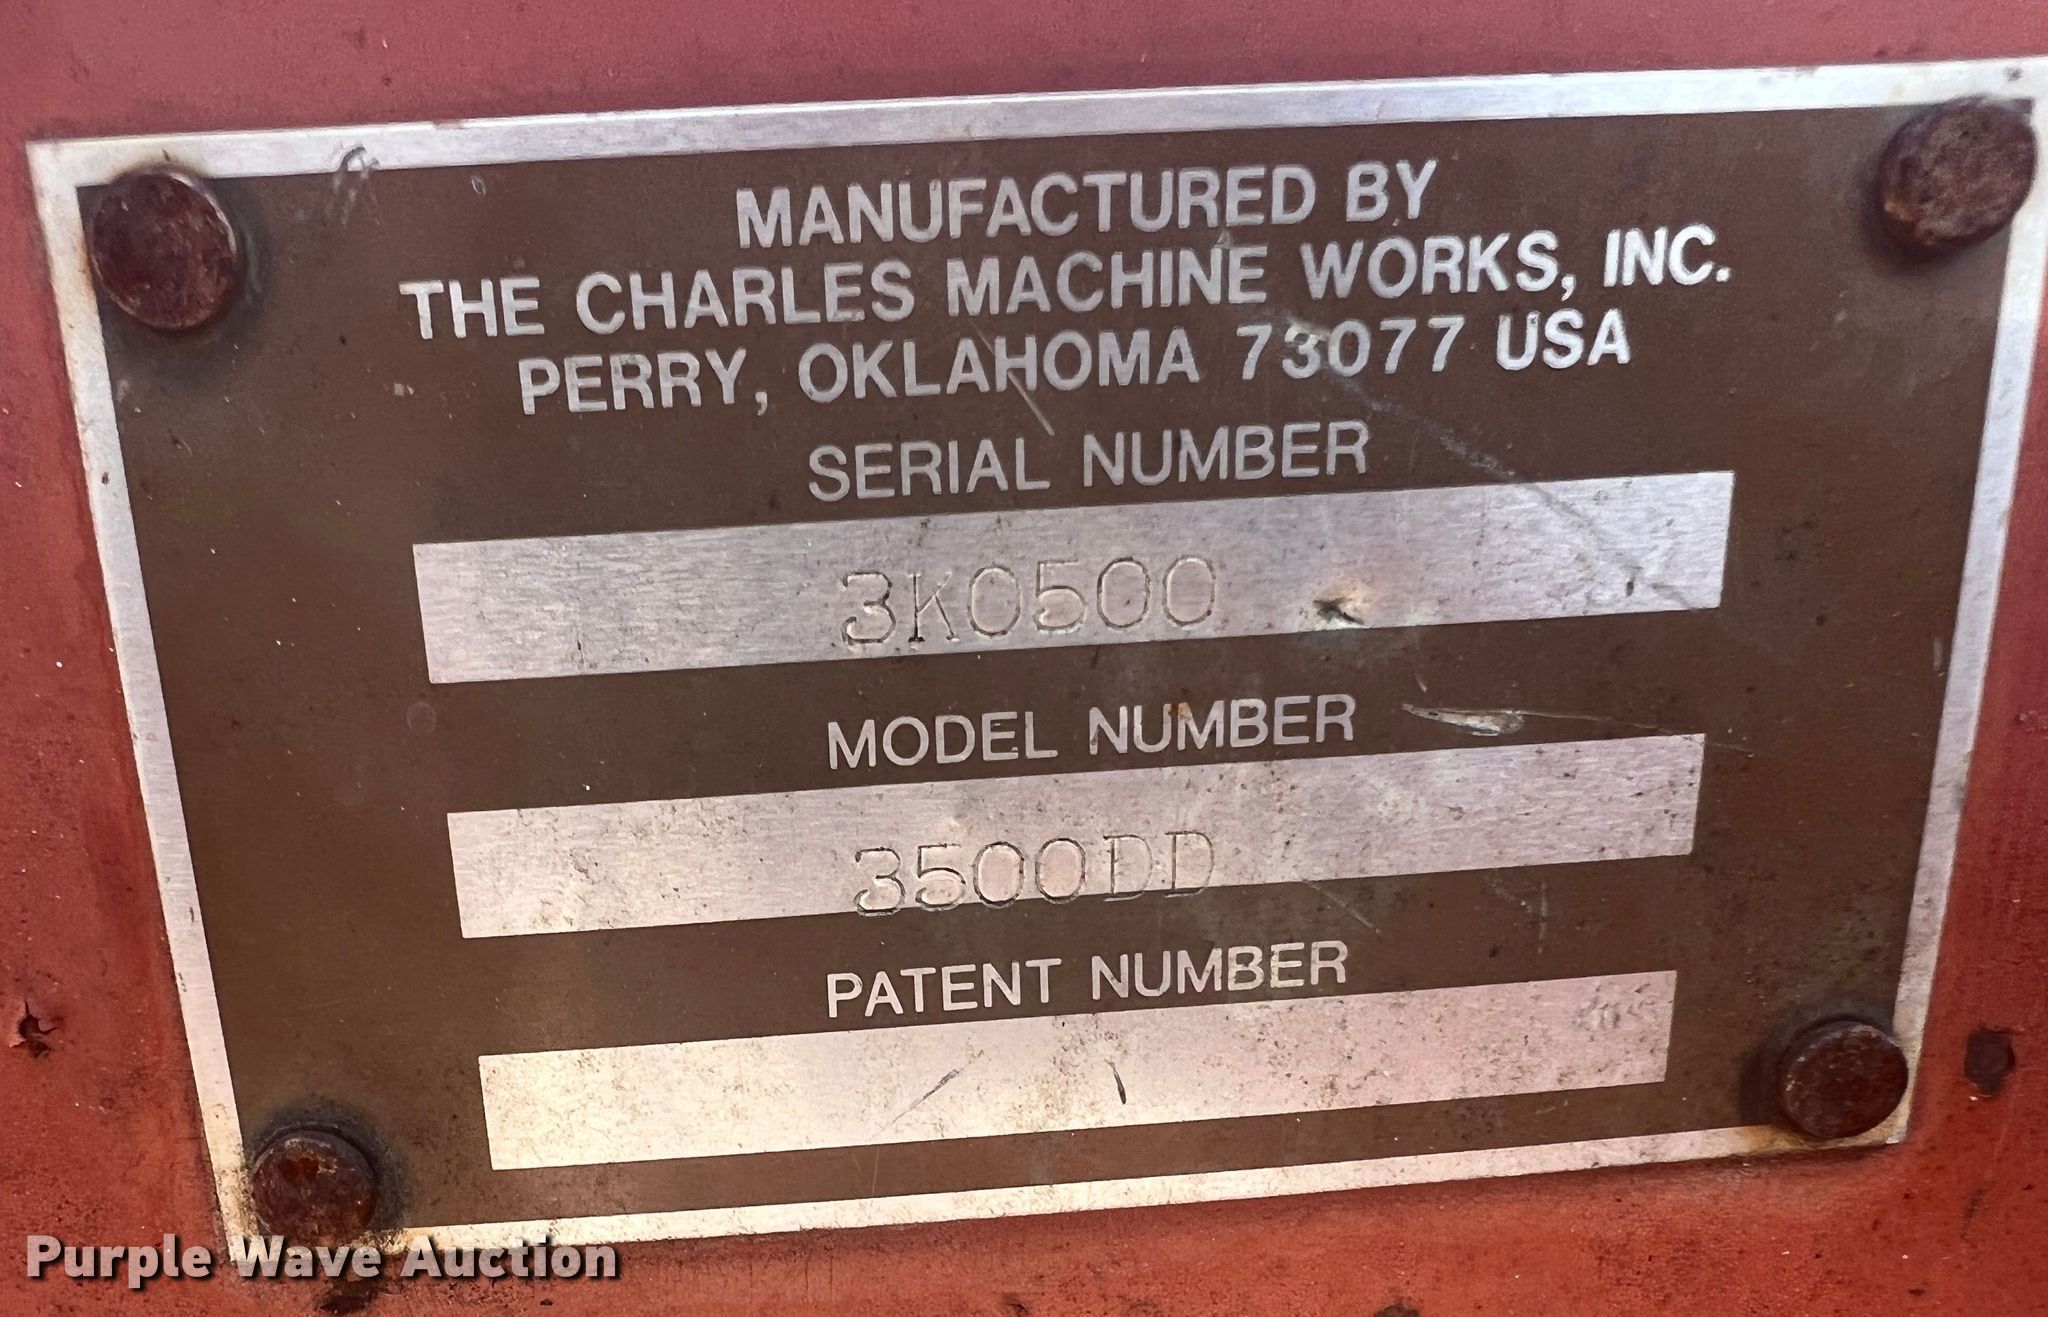 MANUFACTURED BY
THE CHARLES MACHINE WORKS, INC.
PERRY, OKLAHOMA 73077 USA
SERIAL NUMBER
3K0500
MODEL NUMBER
3500DD
PATENT NUMBER
Purple Wave Auction